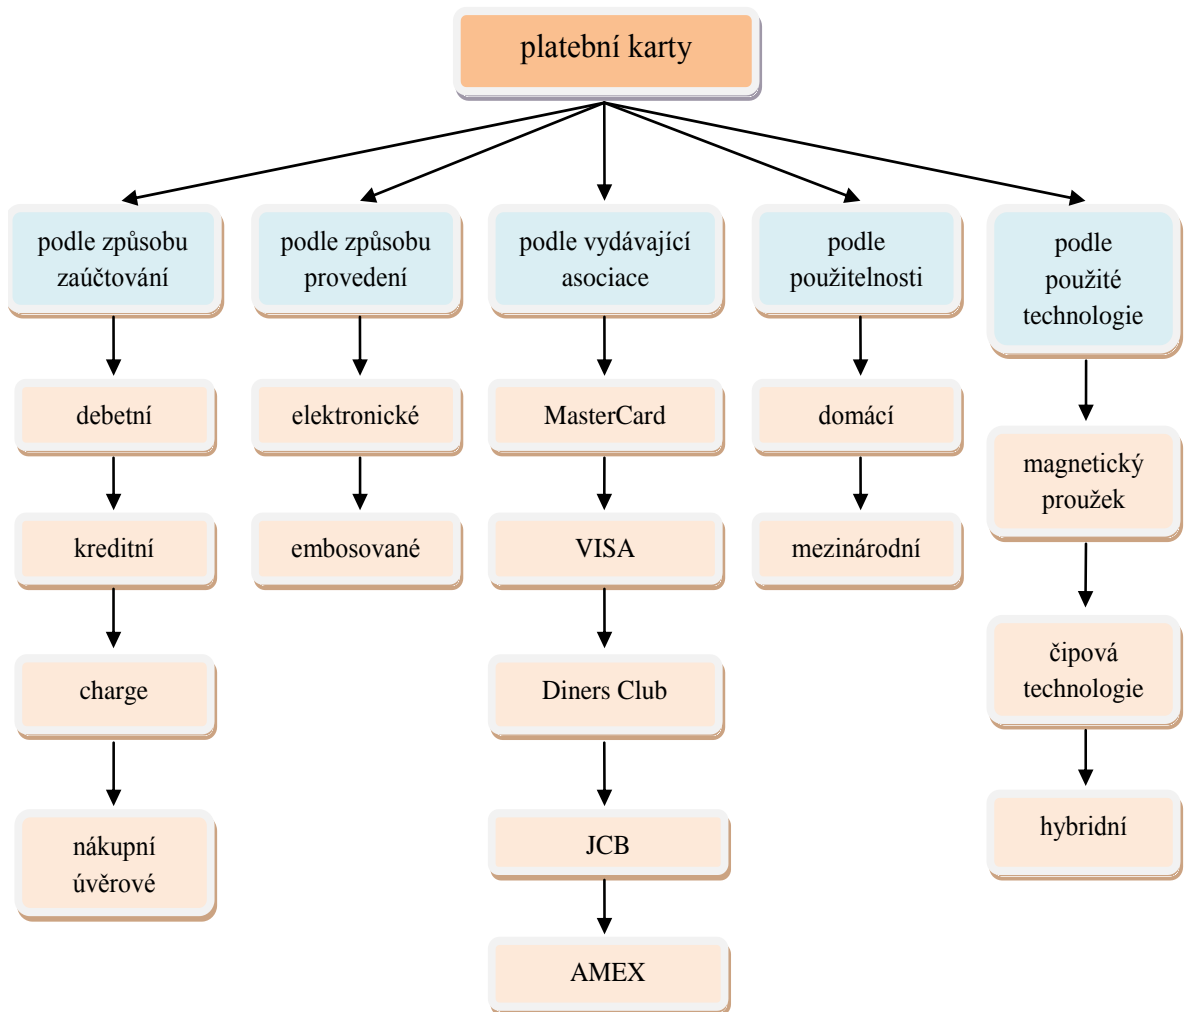 platební karty
podle způsobu
zaúčtování
podle způsobu
provedení
podle vydávající
asociace
podle
použitelnosti
podle
použité
technologie
debetní
kreditní
charge
nákupní
úvěrové
elektronické
embosované
MasterCard
VISA
Diners Club
JCB
AMEX
domácí
mezinárodní
magnetický
proužek
čipová
technologie
hybridní